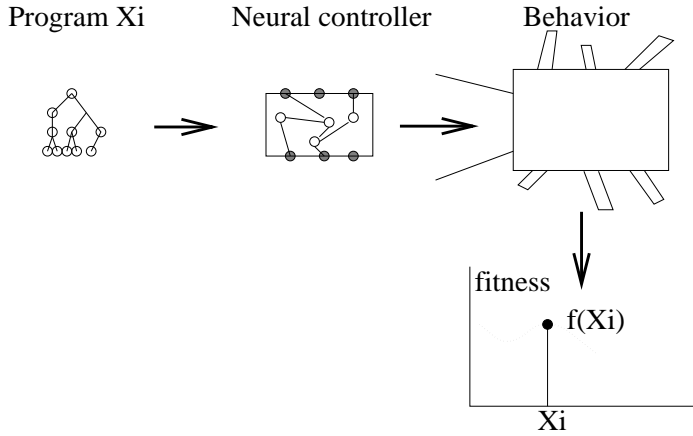 Program Xi
Neural controller
Behavior
fitness
f(Xi)
Xi